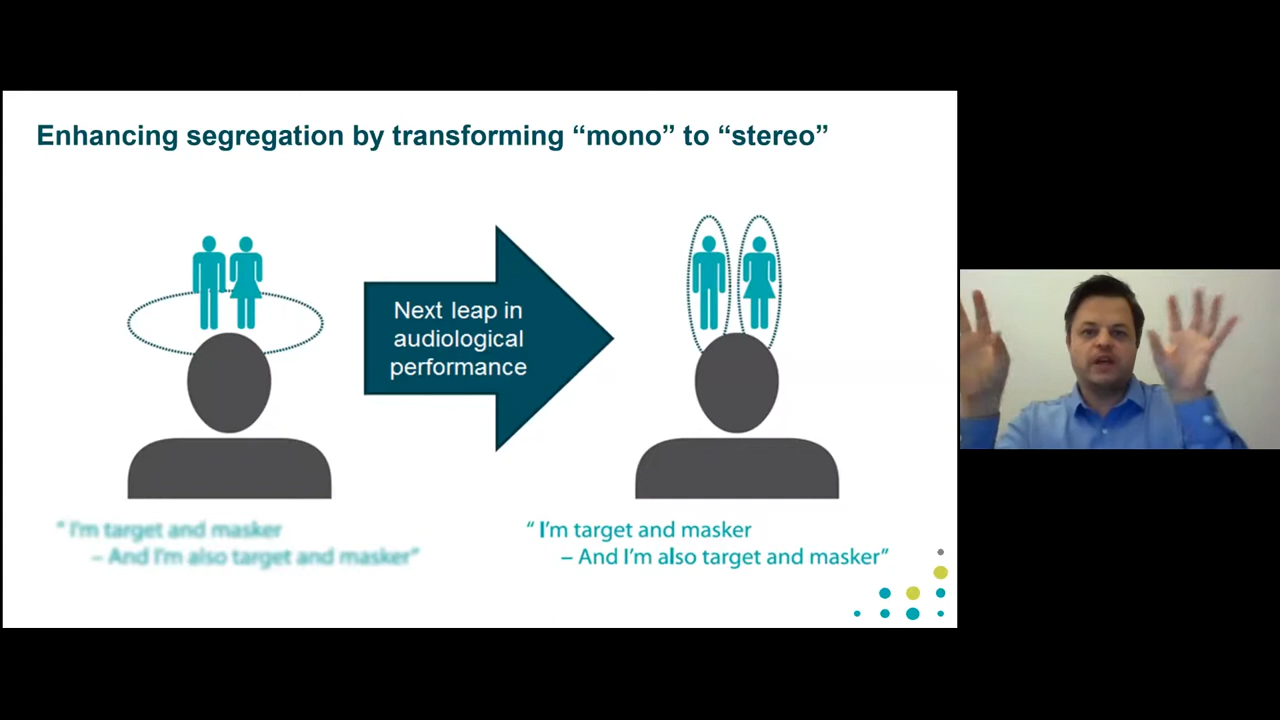 Enhancing segregation by transforming “mono” to “stereo”
Next leap in
audiological
performance
“ I’m target and masker
– And I’m also target and masker”
“ I’m target and masker
– And I’m also target and masker”